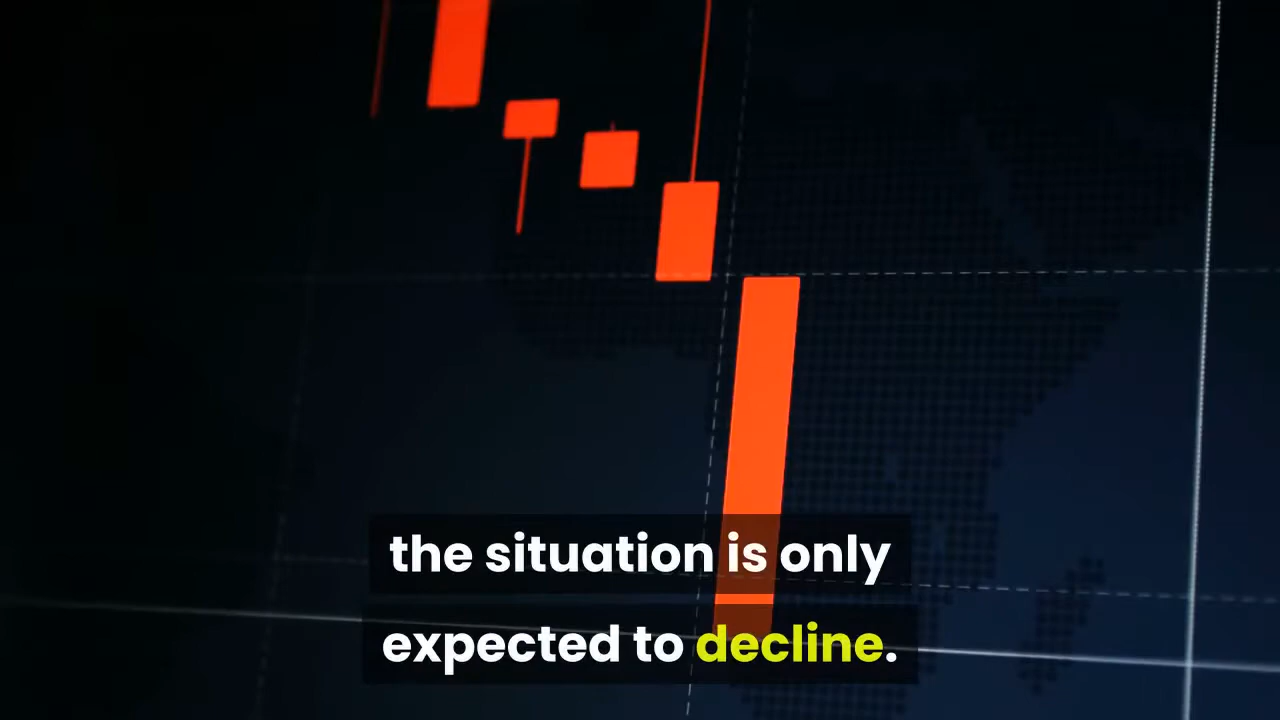 the situation is only
expected to decline.